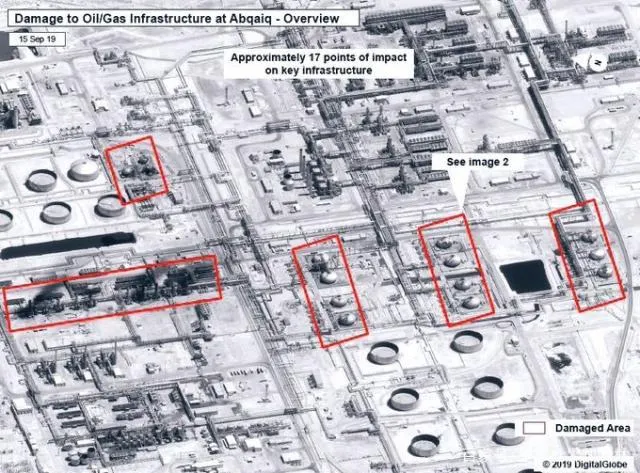 Damage to Oil/Gas Infrastructure at Abqaiq - Overview
15 Sep 19
Approximately 17 points of impact
on key infrastructure
N
See image 2
Damaged Area
© 2019 DigitalGlobe